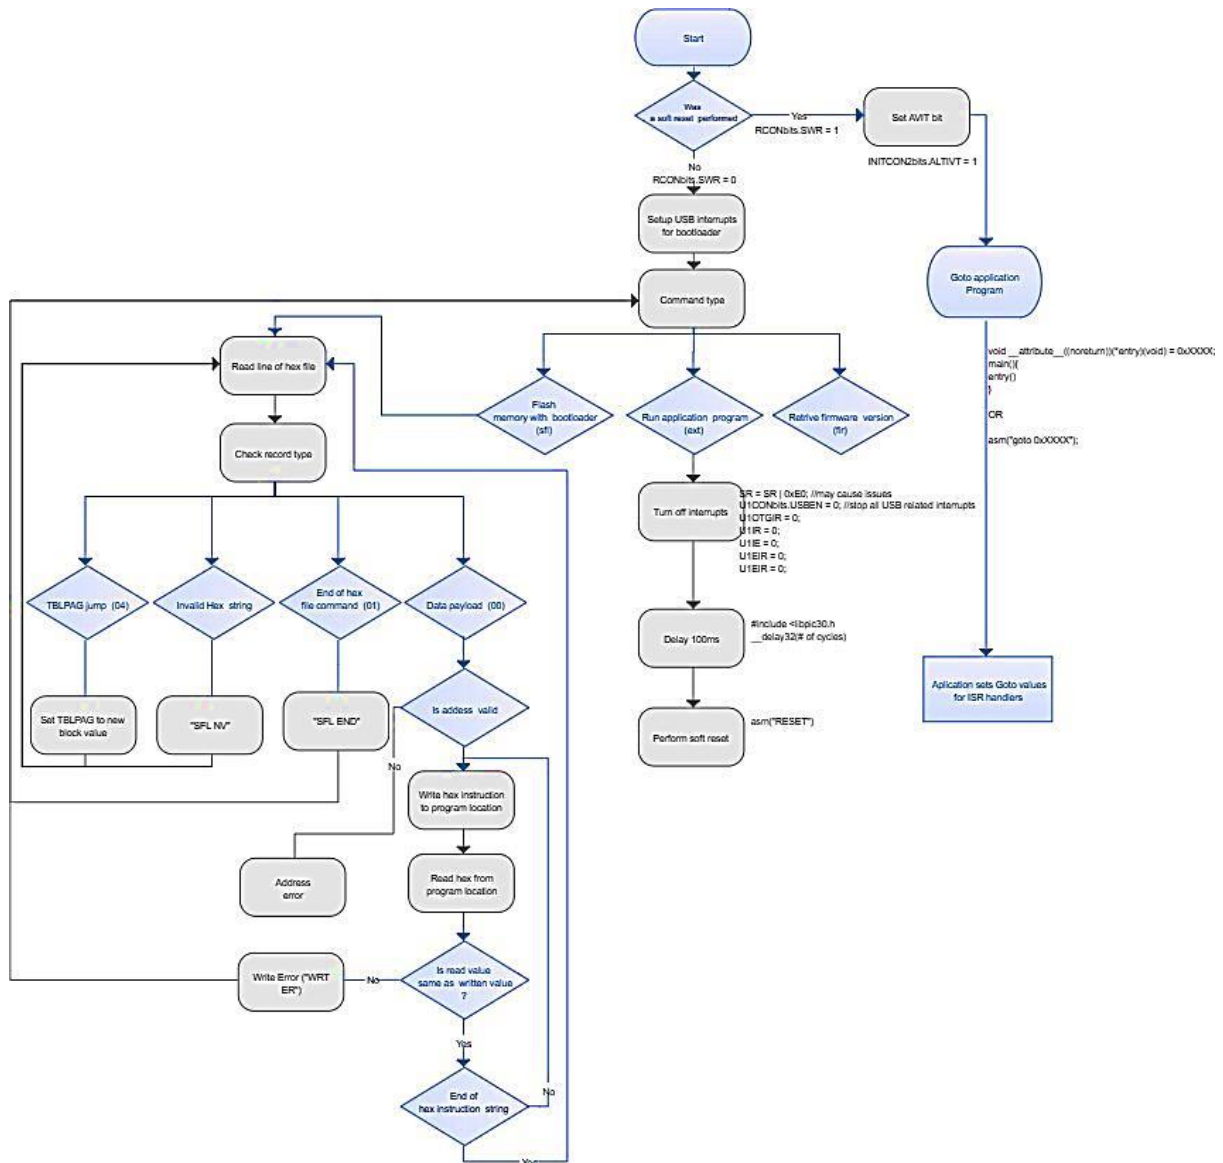 Start
Was
a soft reset performed
Yes
RCONbits.SWR = 1
Set AVIT bit
INITCON2bits.ALTIVT = 1
No
RCONbits.SWR = 0
Setup USB interrupts
for bootloader
Goto application
Program
Command type
void __attribute__((noreturn))(*entry)(void) = 0xXXXX;
main(){
entry()
}
OR
asm("goto 0xXXXX");
Read line of hex file
Flash
memory with bootloader
(sfl)
Run application program
(ext)
Retrive firmware version
(fir)
Check record type
Turn off interrupts
SR = SR | 0xE0; //may cause issues
U1CONbits.USBEN = 0; //stop all USB related interrupts
U1OTGIR = 0;
U1IR = 0;
U1IE = 0;
U1EIR = 0;
U1EIR = 0;
TBLPAG jump (04)
Invalid Hex string
End of hex
file command (01)
Data payload (00)
Delay 100ms
#include <libpic30.h
__delay32(# of cycles)
Aplication sets Goto values
for ISR handlers
Set TBLPAG to new
block value
"SFL NV"
"SFL END"
Is addess valid
Perform soft reset
asm("RESET")
No
Write hex instruction
to program location
Address
error
Read hex from
program location
Write Error ("WRT
ER")
No
Is read value
same as written value
?
Yes
End of
hex instruction string
No
Yes